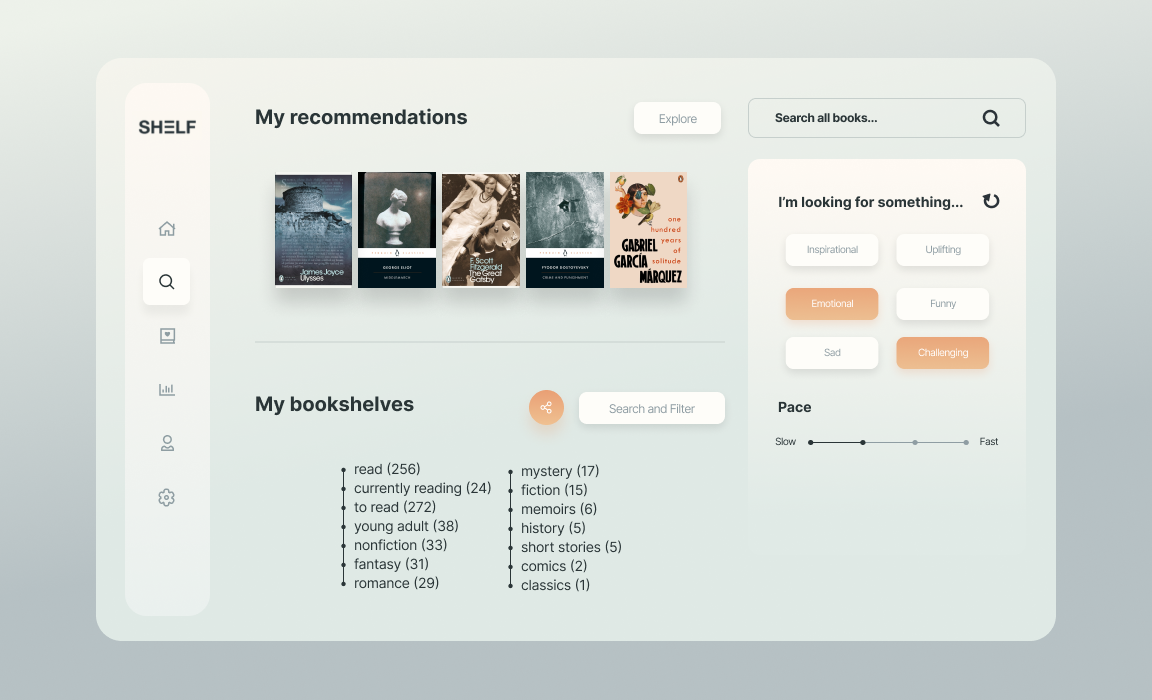 SHELF
My recommendations
Explore
James Joyce
Ulysses
GEORGE ELIOT
MIDDLEMARCH
F. Scott
Fitzgerald
The Great
Gatsby
FYODOR DOSTOYEVSKY
CRIME AND PUNISHMENT
one
hundred
years
of
solitude
GABRIEL
GARCÍA
MÁRQUEZ
My bookshelves
Search and Filter
read (256)
currently reading (24)
to read (272)
young adult (38)
nonfiction (33)
fantasy (31)
romance (29)
mystery (17)
fiction (15)
memoirs (6)
history (5)
short stories (5)
comics (2)
classics (1)
Search all books...
I'm looking for something...
Inspirational
Uplifting
Emotional
Funny
Sad
Challenging
Pace
Slow
Fast